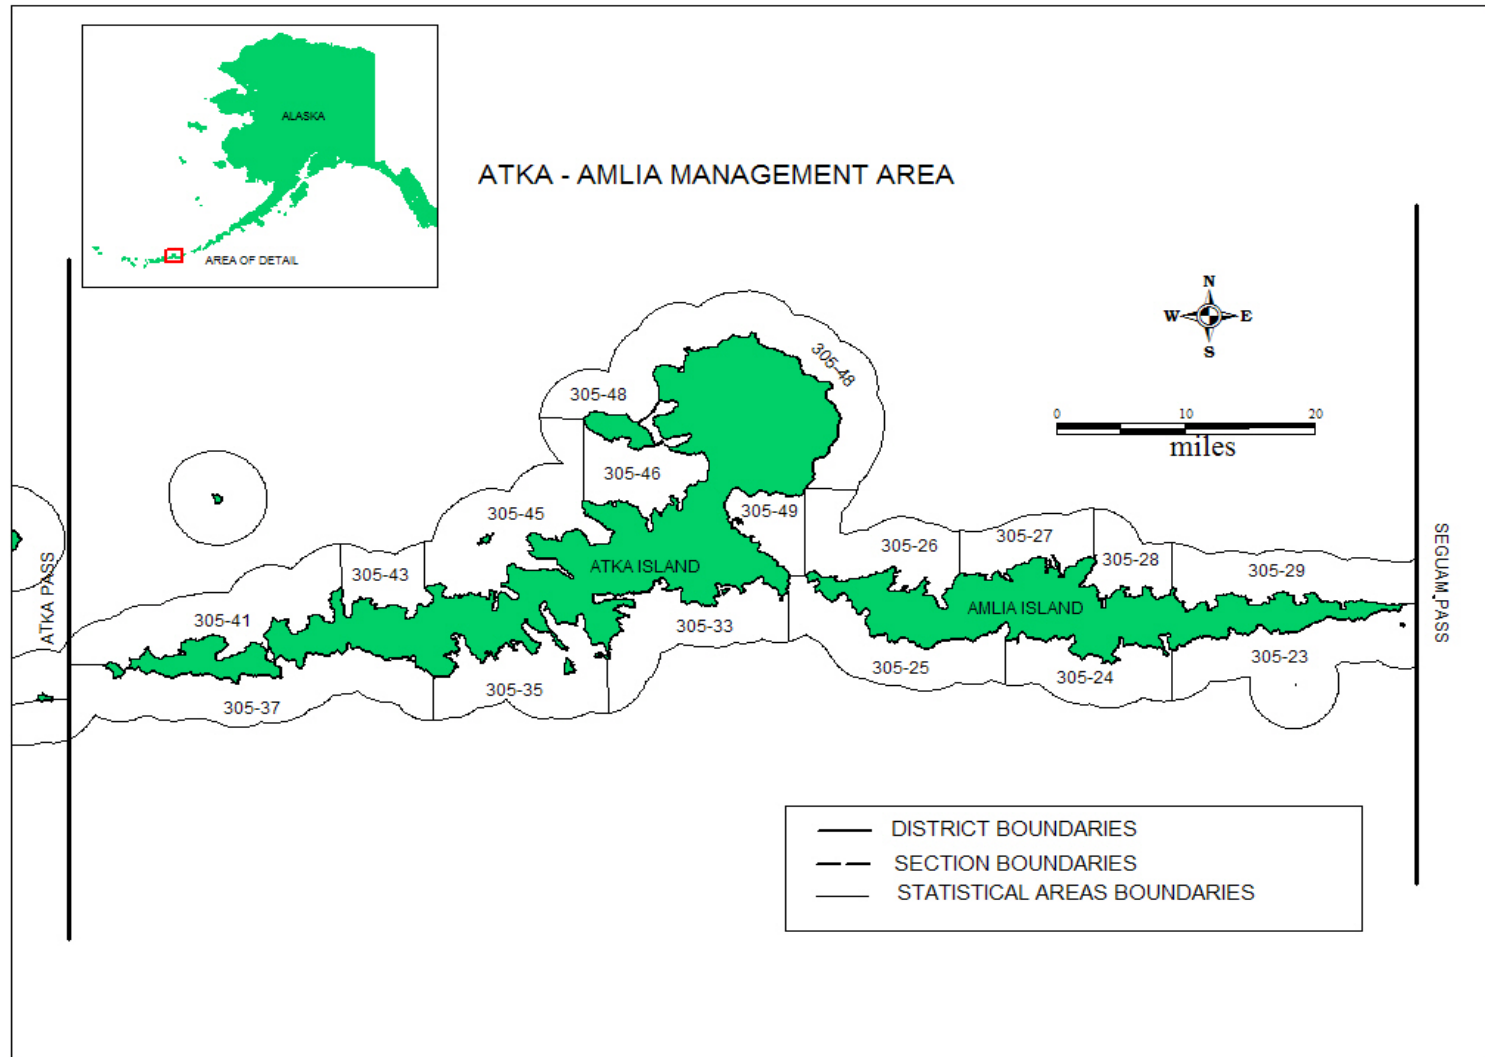 ALASKA
AREA OF DETAIL
ATKA - AMLIA MANAGEMENT AREA
N
W E
S
0 10 20
miles
305-48
305-48
305-46
305-45
305-49
305-43
305-41
305-26
305-27
305-28
305-29
ATKA ISLAND
AMLIA ISLAND
305-33
305-35
305-37
305-25
305-24
305-23
ATKA PASS
SEGUAM PASS
DISTRICT BOUNDARIES
SECTION BOUNDARIES
STATISTICAL AREAS BOUNDARIES